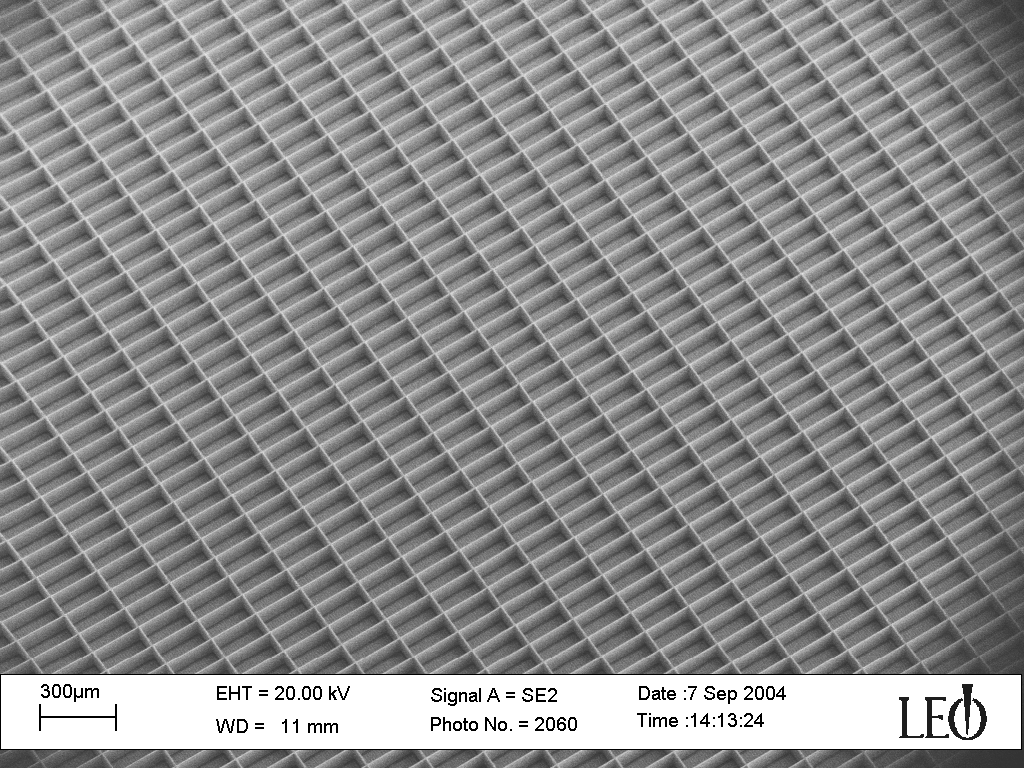 300µm
EHT = 20.00 kV
WD = 11 mm
Signal A = SE2
Photo No. = 2060
Date :7 Sep 2004
Time :14:13:24
LEO